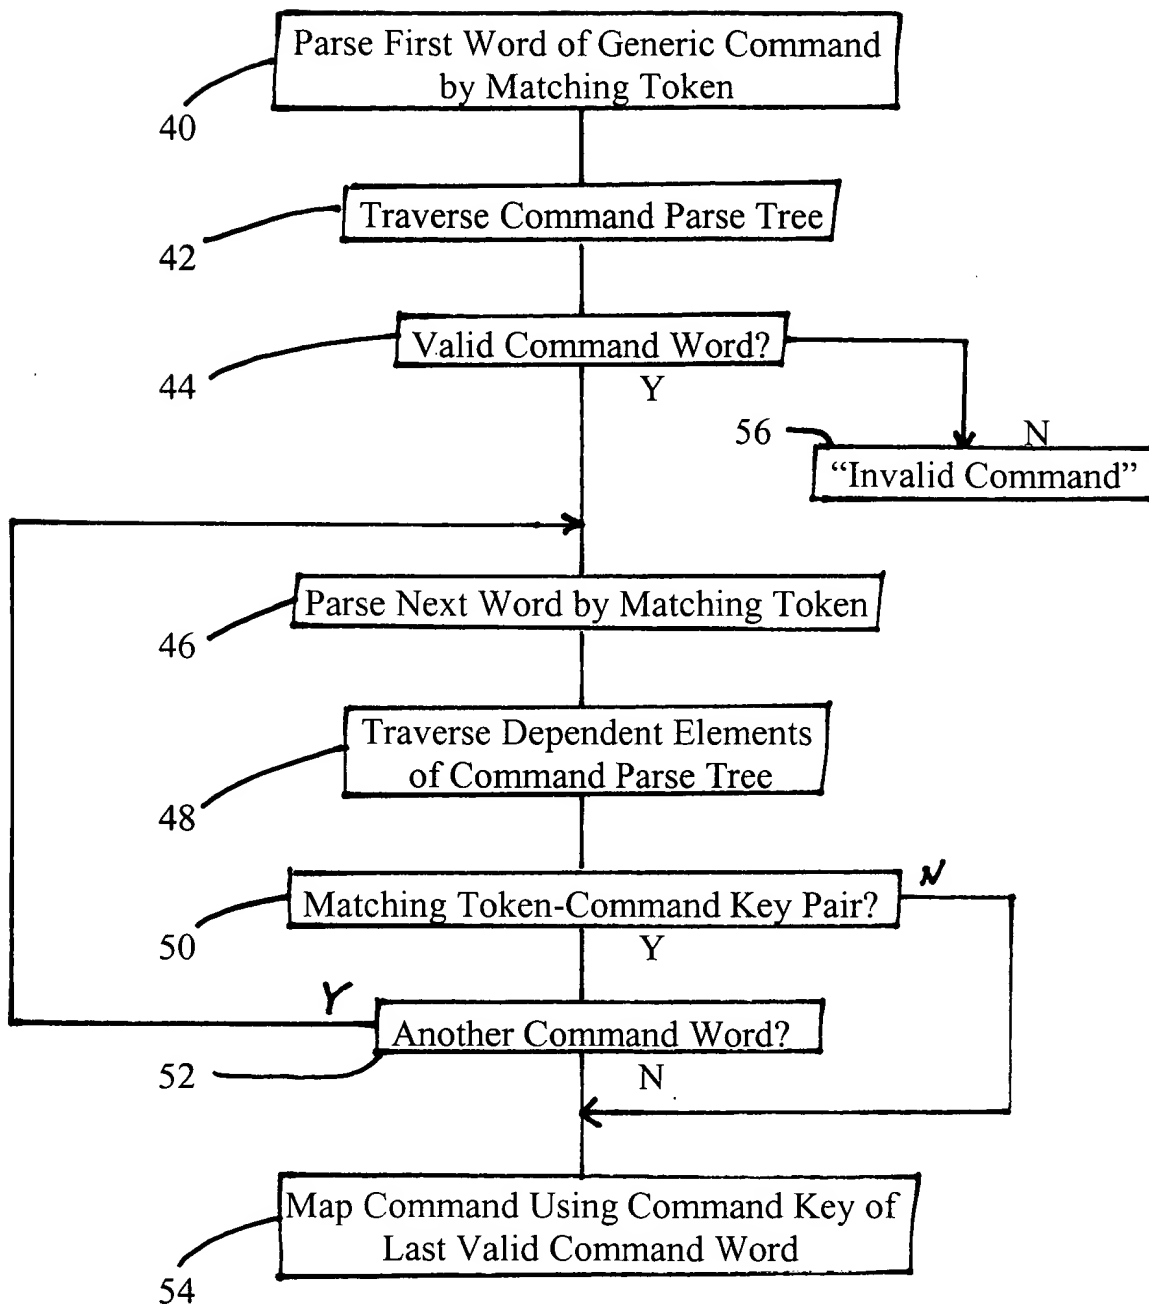 Parse First Word of Generic Command
by Matching Token
40
Traverse Command Parse Tree
42
Valid Command Word?
44
Y
56
N
“Invalid Command”
Parse Next Word by Matching Token
46
Traverse Dependent Elements
of Command Parse Tree
48
N
Matching Token-Command Key Pair?
50
Y
Y
Another Command Word?
52
N
Map Command Using Command Key of
Last Valid Command Word
54